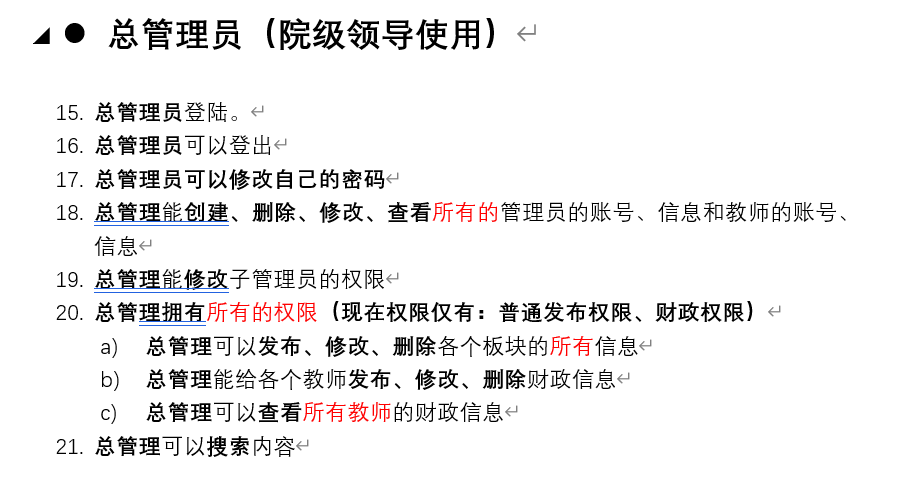 ● 总管理员（院级领导使用）
15. 总管理员登陆。
16. 总管理员可以登出
17. 总管理员可以修改自己的密码
18. 总管理能创建、删除、修改、查看所有的管理员的账号、信息和教师的账号、
信息
19. 总管理能修改子管理员的权限
20. 总管理拥有所有的权限（现在权限仅有：普通发布权限、财政权限）
a) 总管理可以发布、修改、删除各个板块的所有信息
b) 总管理能给各个教师发布、修改、删除财政信息
c) 总管理可以查看所有教师的财政信息
21. 总管理可以搜索内容